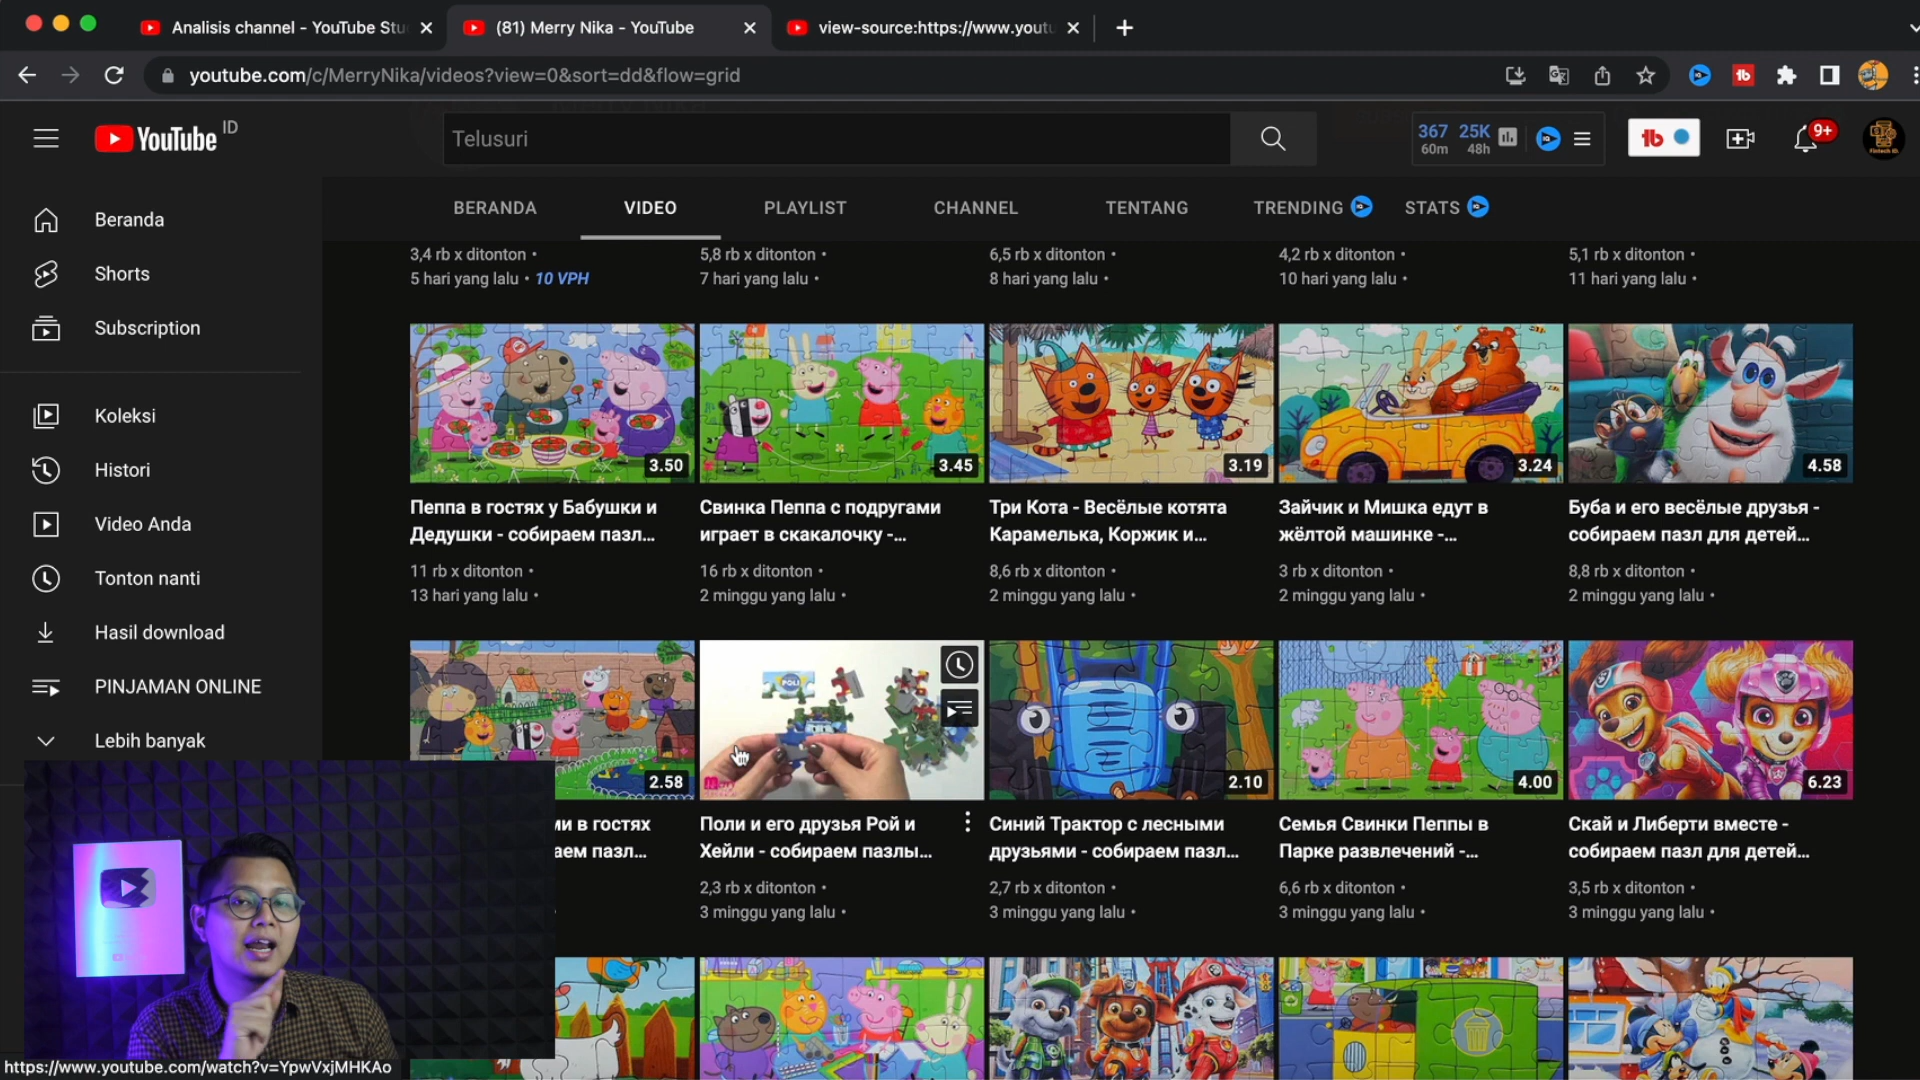 Analisis channel - YouTube Stu
(81) Merry Nika - YouTube
view-source:https://www.yout
youtube.com/c/MerryNika/videos?view=0&sort=dd&flow=grid
YouTube ID
Telusuri
367 25K
60m 48h
9+
Beranda
Shorts
Subscription
Koleksi
Histori
Video Anda
Tonton nanti
Hasil download
PINJAMAN ONLINE
Lebih banyak
BERANDA VIDEO PLAYLIST CHANNEL TENTANG TRENDING STATS
3,4 rb x ditonton •
5 hari yang lalu • 10 VPH
5,8 rb x ditonton •
7 hari yang lalu •
6,5 rb x ditonton •
8 hari yang lalu •
4,2 rb x ditonton •
10 hari yang lalu •
5,1 rb x ditonton •
11 hari yang lalu •
3.50
Пеппа в гостях у Бабушки и
Дедушки - собираем пазл...
11 rb x ditonton •
13 hari yang lalu •
3.45
Свинка Пеппа с подругами
играет в скакалочку -...
16 rb x ditonton •
2 minggu yang lalu •
3.19
Три Кота - Весёлые котята
Карамелька, Коржик и...
8,6 rb x ditonton •
2 minggu yang lalu •
3.24
Зайчик и Мишка едут в
жёлтой машинке -...
3 rb x ditonton •
2 minggu yang lalu •
4.58
Буба и его весёлые друзья -
собираем пазл для детей...
8,8 rb x ditonton •
2 minggu yang lalu •
2.58
ми в гостях
аем пазл...
POLI
Поли и его друзья Рой и
Хейли - собираем пазлы...
2,3 rb x ditonton •
3 minggu yang lalu •
2.10
Синий Трактор с лесными
друзьями - собираем пазл...
2,7 rb x ditonton •
3 minggu yang lalu •
4.00
Семья Свинки Пеппы в
Парке развлечений -...
6,6 rb x ditonton •
3 minggu yang lalu •
6.23
Скай и Либерти вместе -
собираем пазл для детей...
3,5 rb x ditonton •
3 minggu yang lalu •
https://www.youtube.com/watch?v=YpwVxjMHKAo